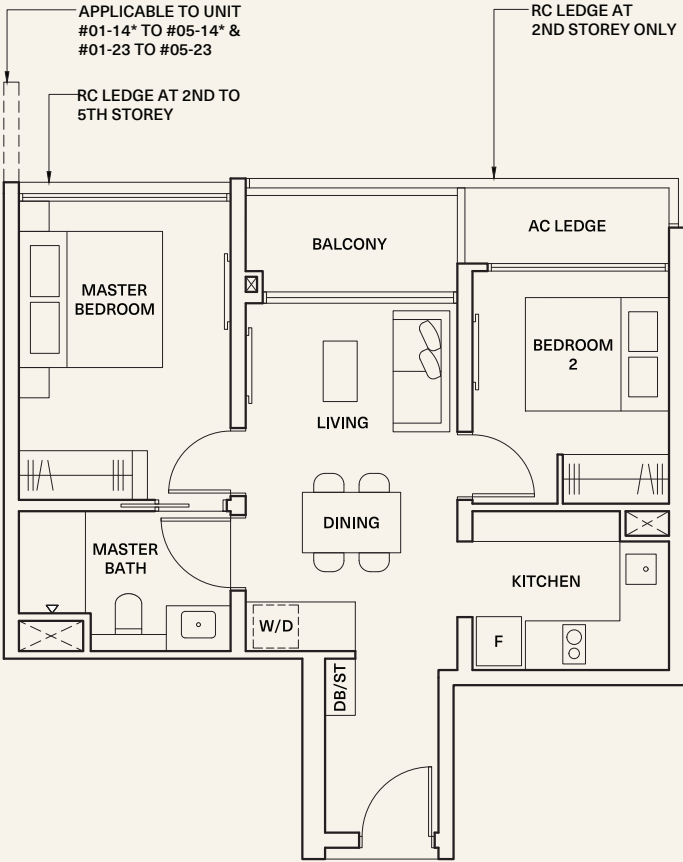 APPLICABLE TO UNIT
#01-14* TO #05-14* &
#01-23 TO #05-23
RC LEDGE AT
2ND STOREY ONLY
RC LEDGE AT 2ND TO
5TH STOREY
BALCONY
AC LEDGE
MASTER
BEDROOM
BEDROOM
2
LIVING
DINING
MASTER
BATH
KITCHEN
W/D
F
DB/ST